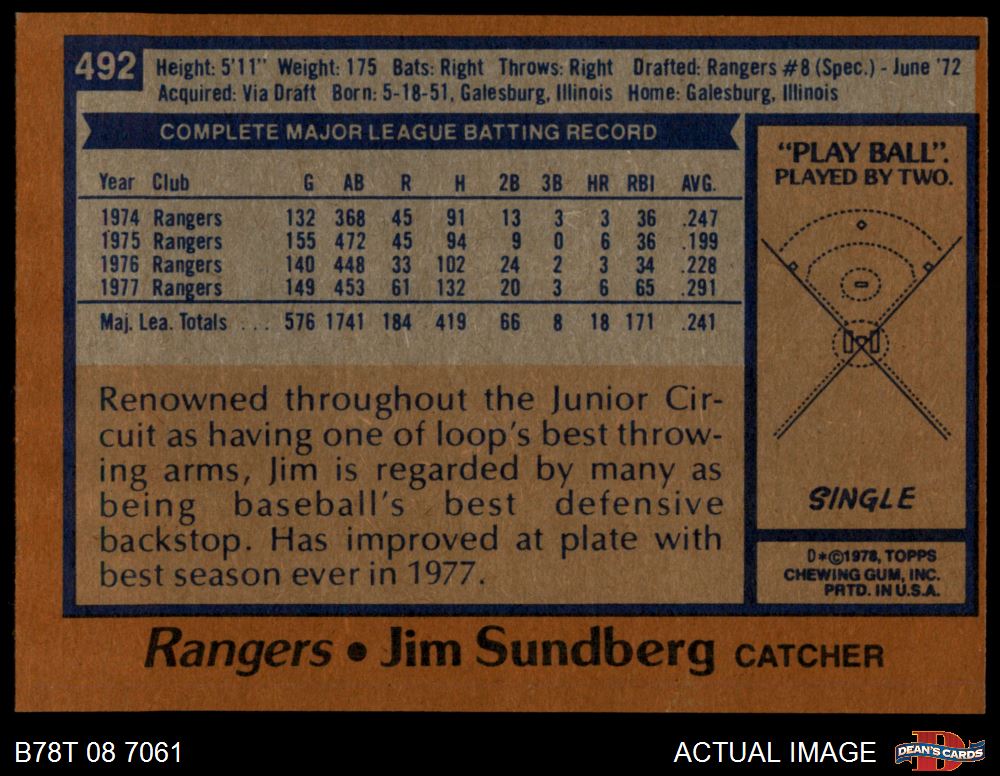 492
Height: 5'11" Weight: 175 Bats: Right Throws: Right Drafted: Rangers #8 (Spec.) - June '72
Acquired: Via Draft Born: 5-18-51, Galesburg, Illinois Home: Galesburg, Illinois
COMPLETE MAJOR LEAGUE BATTING RECORD
Year Club G AB R H 2B 3B HR RBI AVG.
1974 Rangers 132 368 45 91 13 3 3 36 .247
1975 Rangers 155 472 45 94 9 0 6 36 .199
1976 Rangers 140 448 33 102 24 2 3 34 .228
1977 Rangers 149 453 61 132 20 3 6 65 .291
Maj. Lea. Totals ... 576 1741 184 419 66 8 18 171 .241
Renowned throughout the Junior Cir-
cuit as having one of loop's best throw-
ing arms, Jim is regarded by many as
being baseball's best defensive
backstop. Has improved at plate with
best season ever in 1977.
"PLAY BALL".
PLAYED BY TWO.
SINGLE
D*©1978, TOPPS
CHEWING GUM, INC.
PRTD. IN U.S.A.
Rangers • Jim Sundberg CATCHER
B78T 08 7061
ACTUAL IMAGE
DEAN'S CARDS